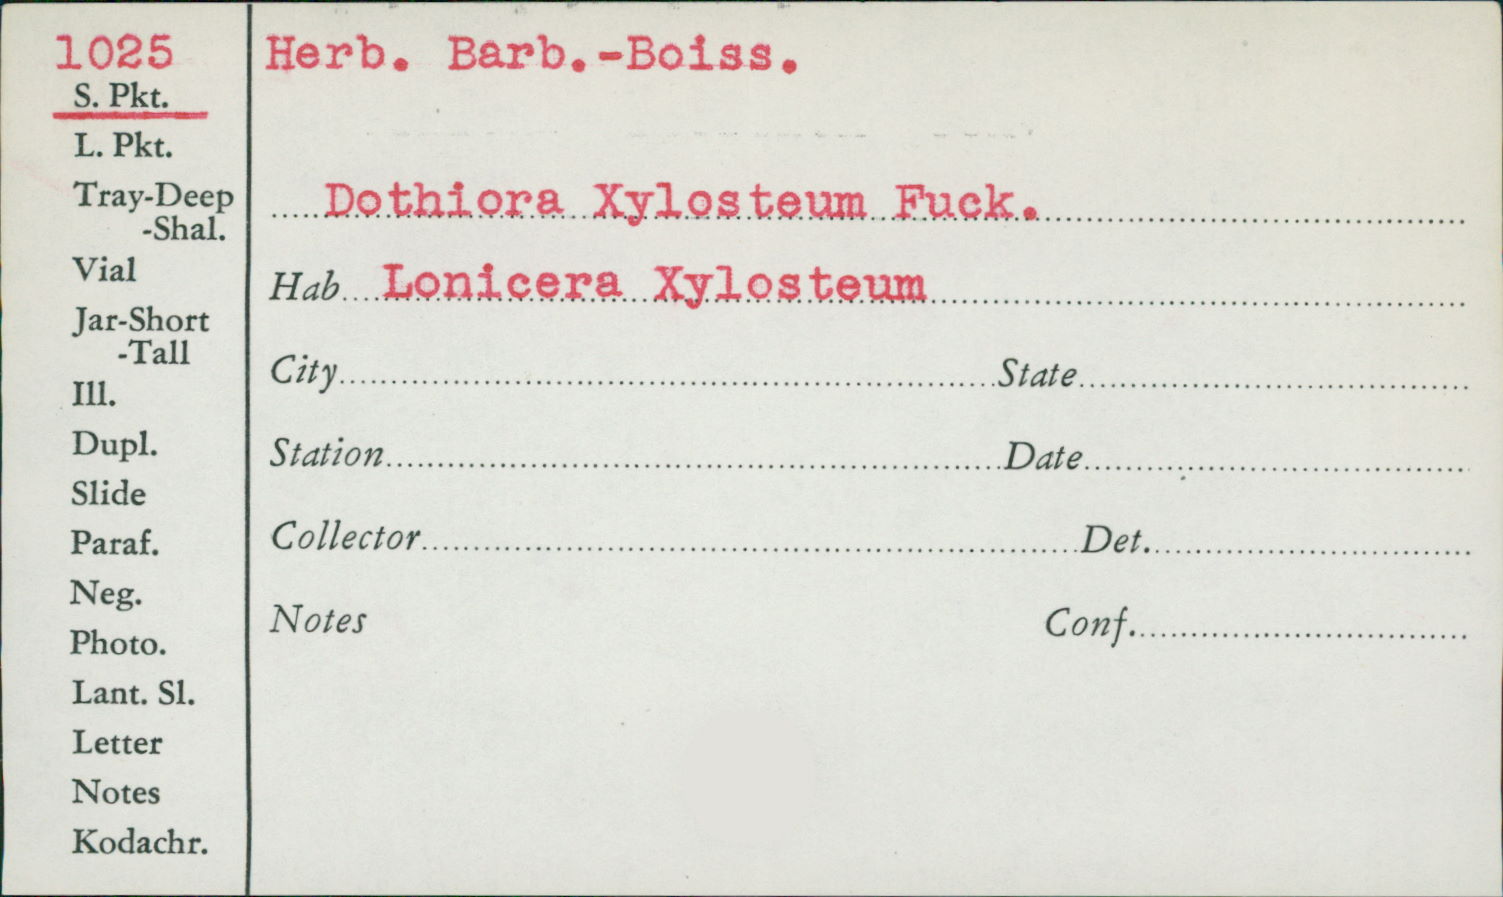 1025
S. Pkt.
L. Pkt.
Tray-Deep
-Shal.
Vial
Jar-Short
-Tall
Ill.
Dupl.
Slide
Paraf.
Neg.
Photo.
Lant. Sl.
Letter
Notes
Kodachr.
Herb. Barb.-Boiss.
Dothiora Xylosteum Fuck.
Hab Lonicera Xylosteum
City State
Station Date
Collector Det.
Notes Conf.